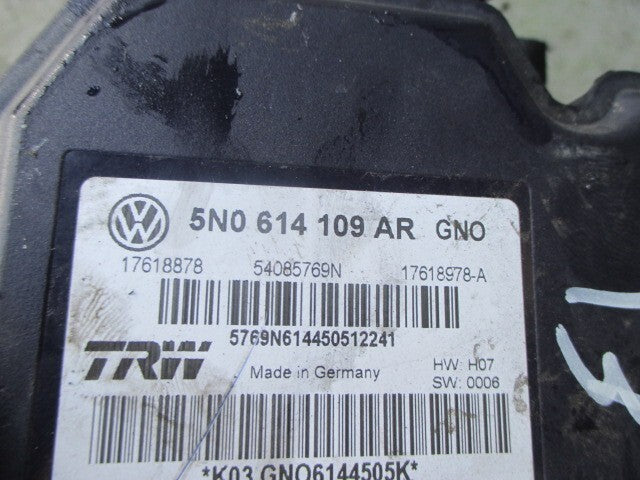 5N0 614 109 AR GNO
17618878 54085769N 17618978-A
5769N614450512241
TRW Made in Germany HW: H07
SW: 0006
*K03 GNO6144505K*